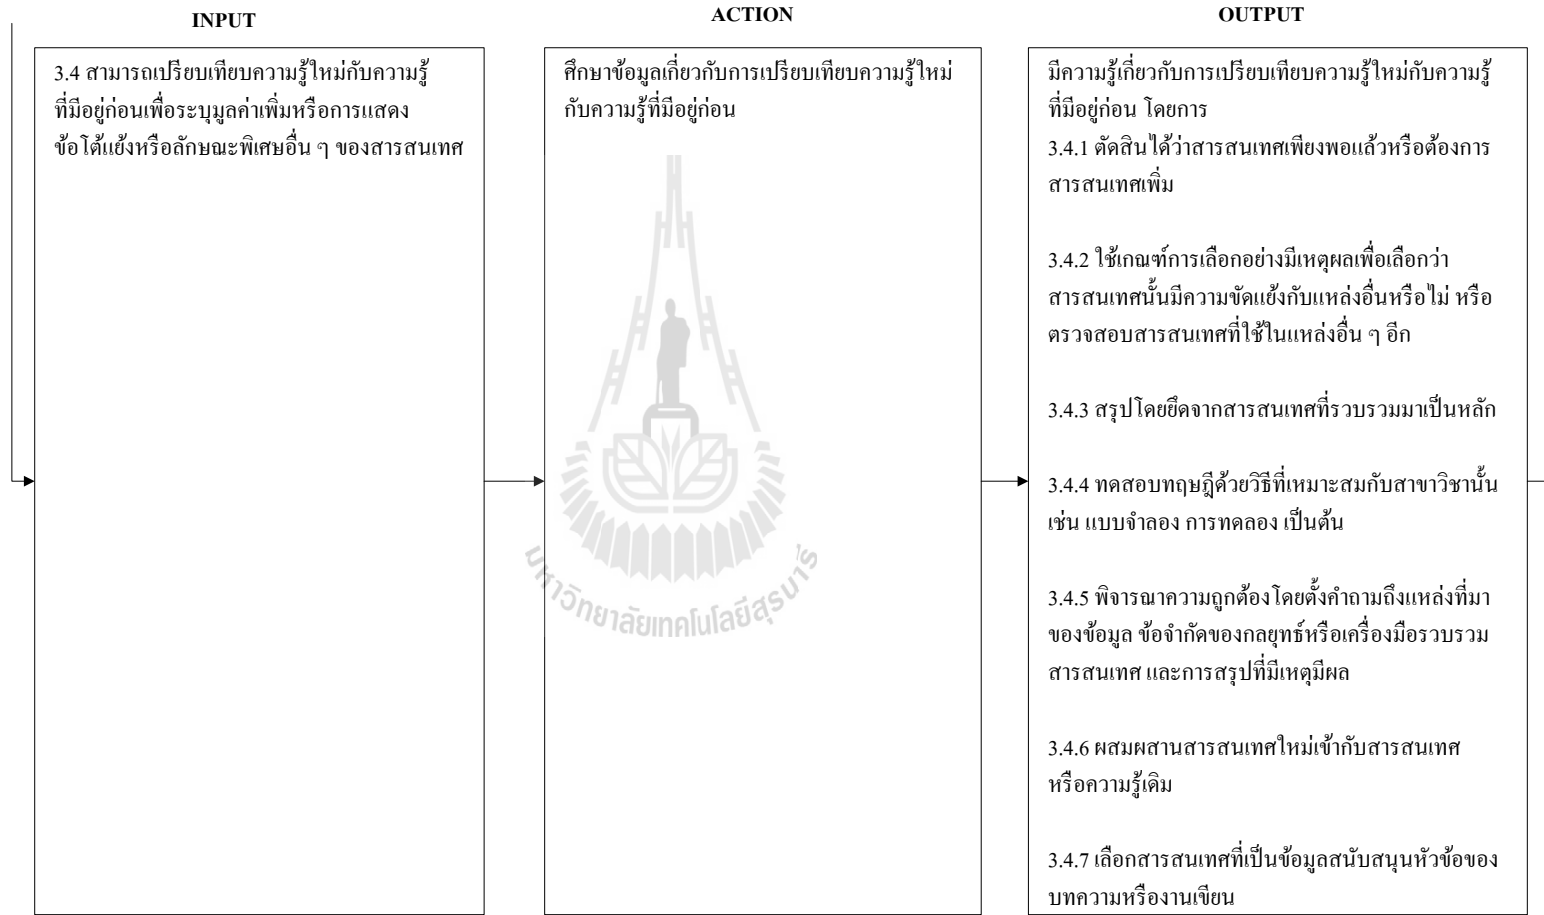 INPUT
3.4 สามารถเปรียบเทียบความรู้ใหม่กับความรู้
ที่มีอยู่ก่อนเพื่อระบุมูลค่าเพิ่มหรือการแสดง
ข้อโต้แย้งหรือลักษณะพิเศษอื่น ๆ ของสารสนเทศ
ACTION
ศึกษาข้อมูลเกี่ยวกับการเปรียบเทียบความรู้ใหม่
กับความรู้ที่มีอยู่ก่อน
มหาวิทยาลัยเทคโนโลยีสุรนารี
OUTPUT
มีความรู้เกี่ยวกับการเปรียบเทียบความรู้ใหม่กับความรู้
ที่มีอยู่ก่อน โดยการ
3.4.1 ตัดสินได้ว่าสารสนเทศเพียงพอแล้วหรือต้องการ
สารสนเทศเพิ่ม
3.4.2 ใช้เกณฑ์การเลือกอย่างมีเหตุผลเพื่อเลือกว่า
สารสนเทศนั้นมีความขัดแย้งกับแหล่งอื่นหรือไม่ หรือ
ตรวจสอบสารสนเทศที่ใช้ในแหล่งอื่น ๆ อีก
3.4.3 สรุปโดยยึดจากสารสนเทศที่รวบรวมมาเป็นหลัก
3.4.4 ทดสอบทฤษฎีด้วยวิธีที่เหมาะสมกับสาขาวิชานั้น
เช่น แบบจำลอง การทดลอง เป็นต้น
3.4.5 พิจารณาความถูกต้องโดยตั้งคำถามถึงแหล่งที่มา
ของข้อมูล ข้อจำกัดของกลยุทธ์หรือเครื่องมือรวบรวม
สารสนเทศ และการสรุปที่มีเหตุมีผล
3.4.6 ผสมผสานสารสนเทศใหม่เข้ากับสารสนเทศ
หรือความรู้เดิม
3.4.7 เลือกสารสนเทศที่เป็นข้อมูลสนับสนุนหัวข้อของ
บทความหรืองานเขียน